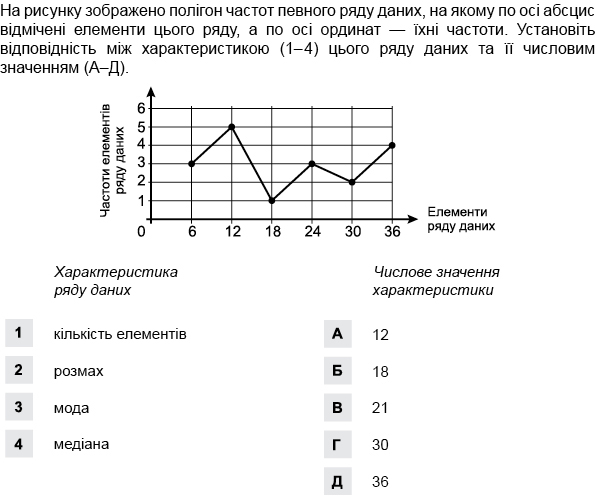 На рисунку зображено полігон частот певного ряду даних, на якому по осі абсцис
відмічені елементи цього ряду, а по осі ординат — їхні частоти. Установіть
відповідність між характеристикою (1–4) цього ряду даних та її числовим
значенням (А–Д).
Частоти елементів
ряду даних
6
5
4
3
2
1
0 6 12 18 24 30 36
Елементи
ряду даних
Характеристика
ряду даних
Числове значення
характеристики
1 кількість елементів А 12
2 розмах Б 18
3 мода В 21
4 медіана Г 30
Д 36